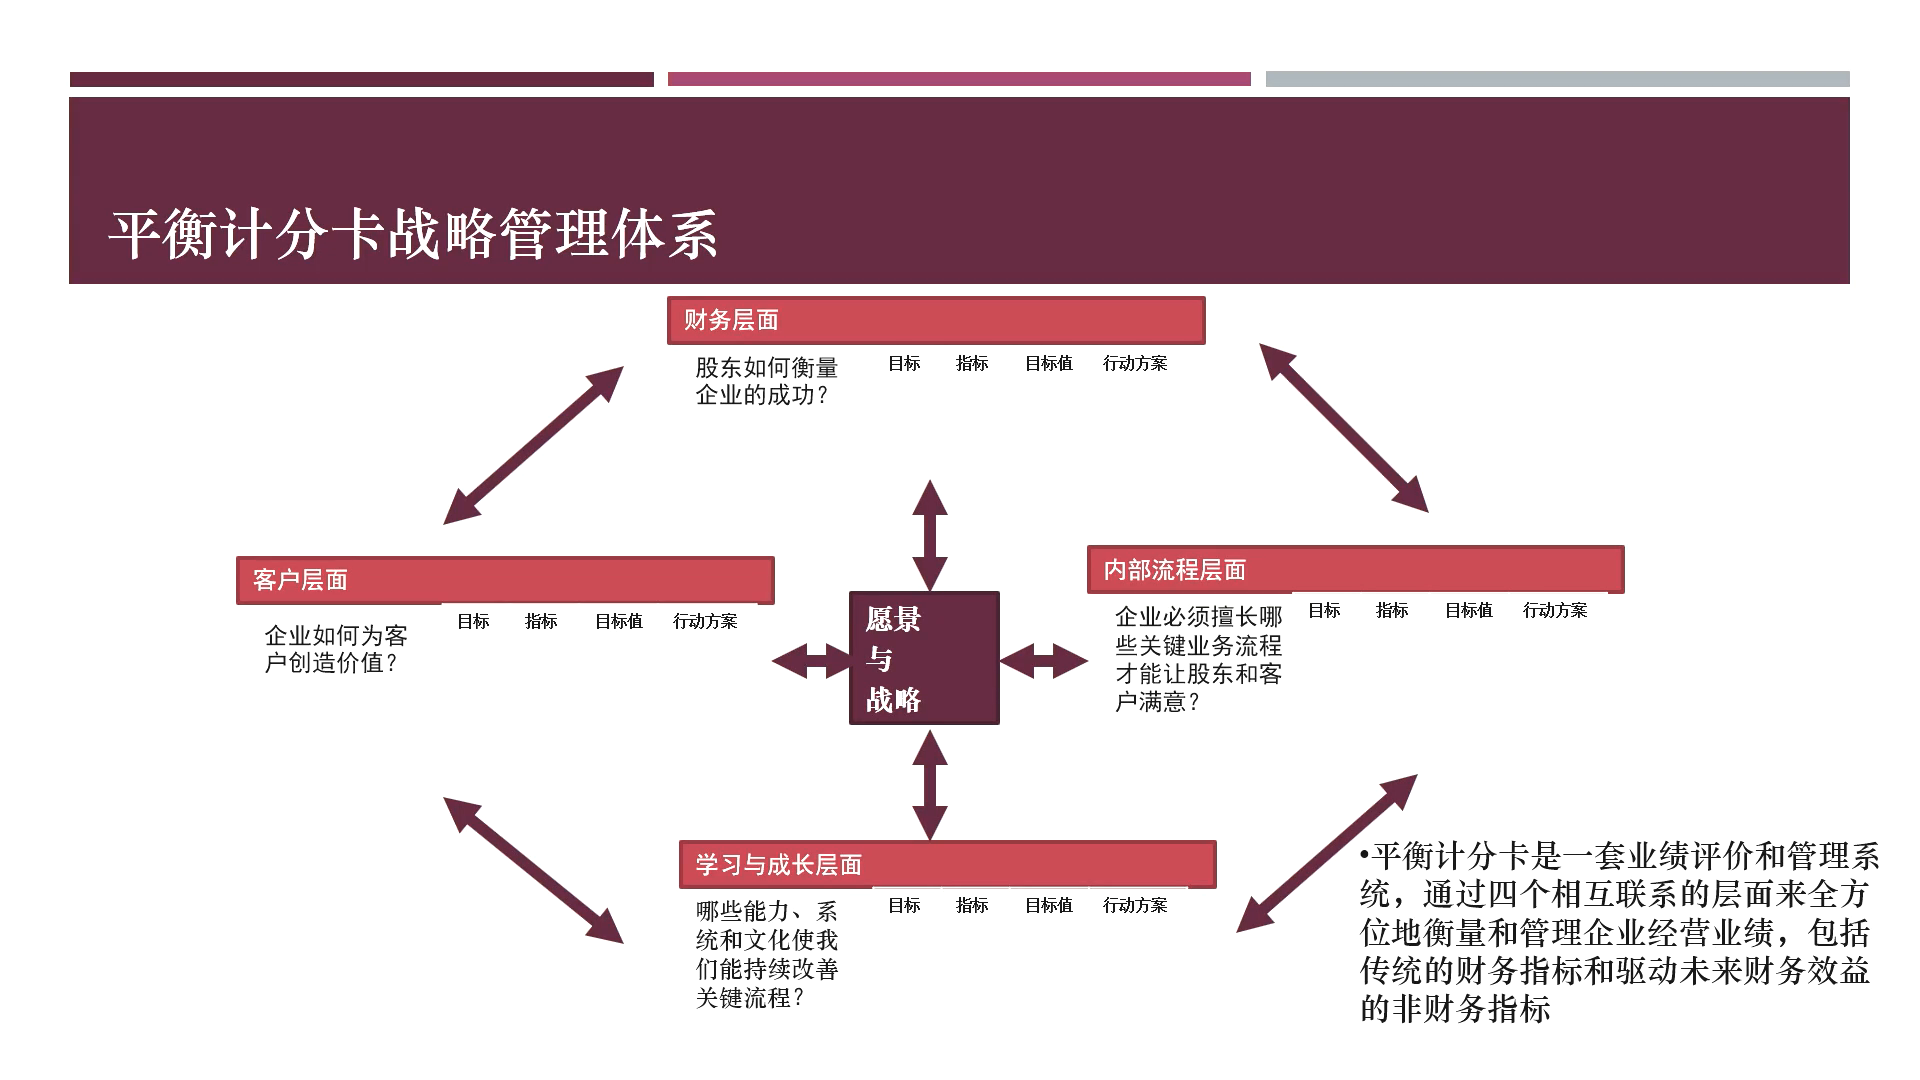 平衡计分卡战略管理体系
财务层面
股东如何衡量
企业的成功？
目标 指标 目标值 行动方案
客户层面
企业如何为客
户创造价值？
目标 指标 目标值 行动方案
愿景
与
战略
内部流程层面
企业必须擅长哪
些关键业务流程
才能让股东和客
户满意？
目标 指标 目标值 行动方案
学习与成长层面
哪些能力、系
统和文化使我
们能持续改善
关键流程？
目标 指标 目标值 行动方案
•平衡计分卡是一套业绩评价和管理系
统，通过四个相互联系的层面来全方
位地衡量和管理企业经营业绩，包括
传统的财务指标和驱动未来财务效益
的非财务指标